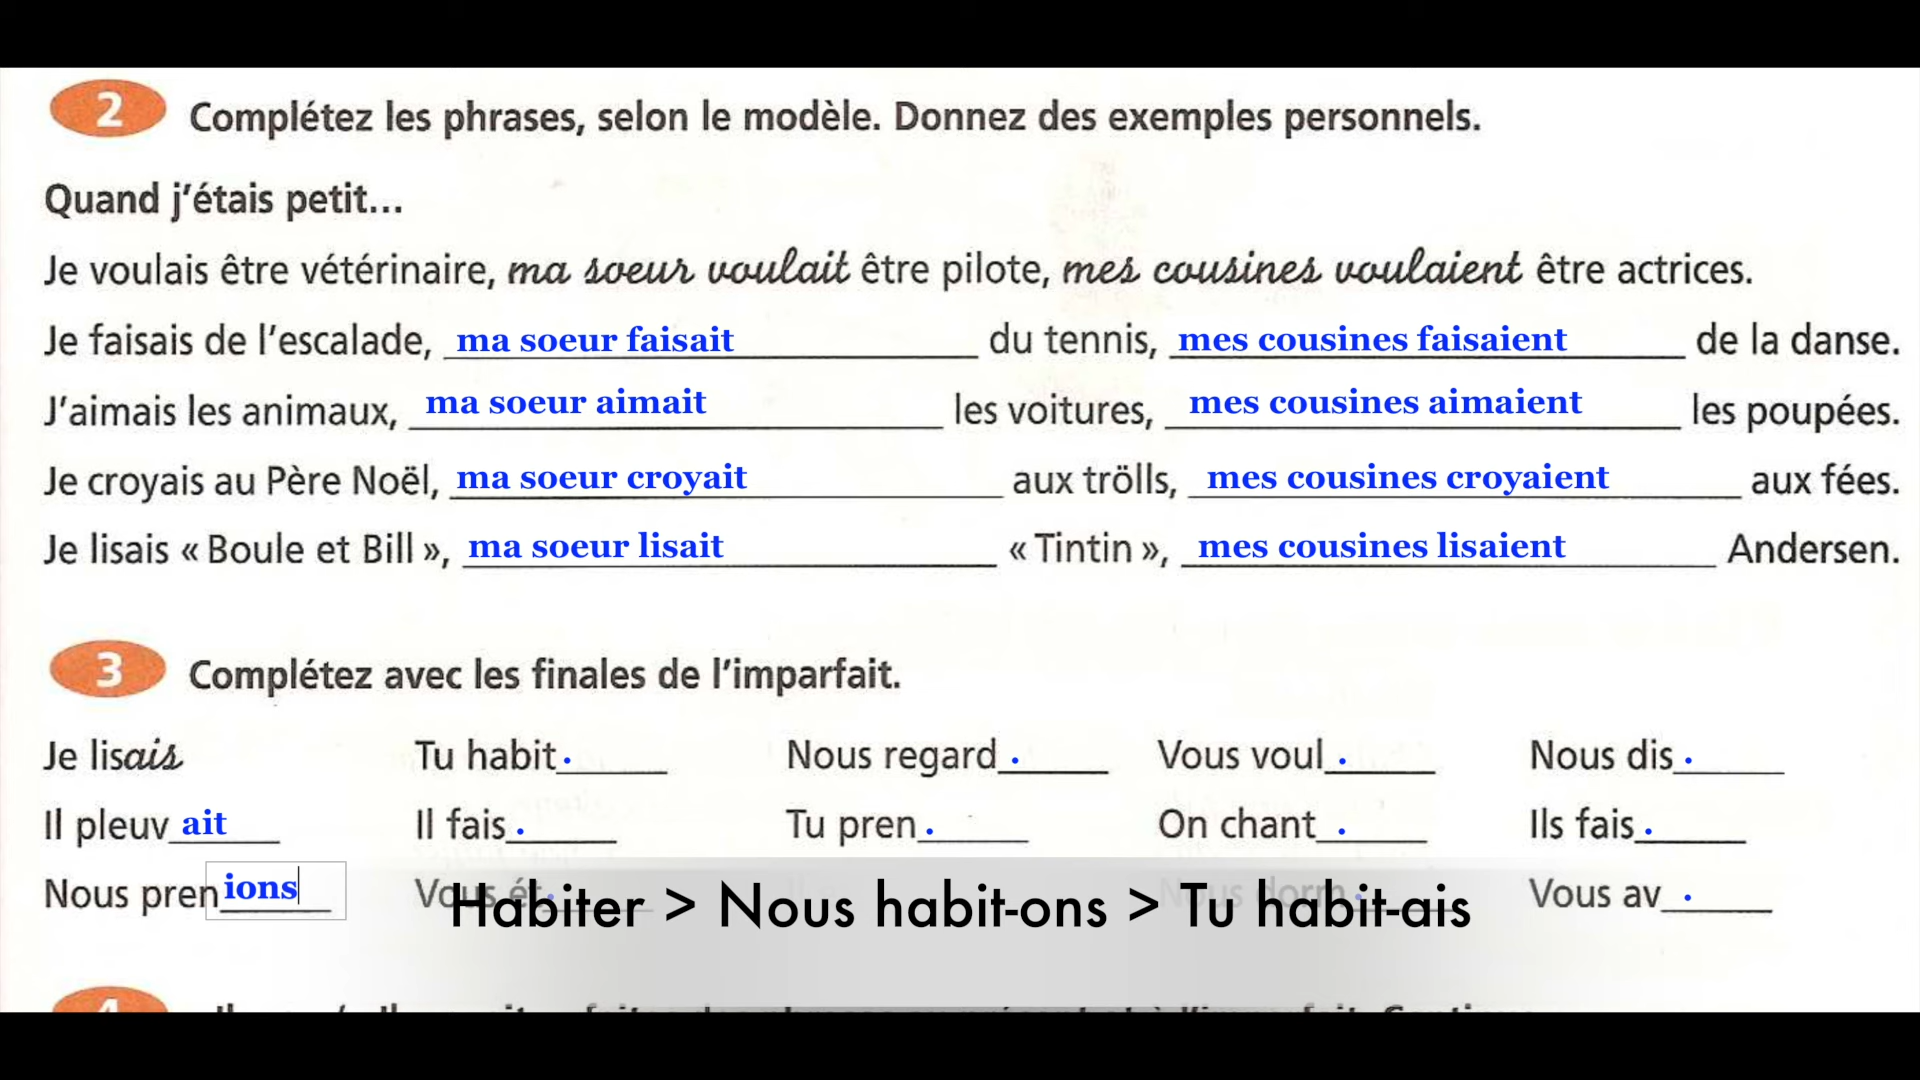 2 Complétez les phrases, selon le modèle. Donnez des exemples personnels.
Quand j'étais petit...
Je voulais être vétérinaire, ma soeur voulait être pilote, mes cousines voulaient être actrices.
Je faisais de l'escalade, ma soeur faisait du tennis, mes cousines faisaient de la danse.
J'aimais les animaux, ma soeur aimait les voitures, mes cousines aimaient les poupées.
Je croyais au Père Noël, ma soeur croyait aux trölls, mes cousines croyaient aux fées.
Je lisais « Boule et Bill », ma soeur lisait « Tintin », mes cousines lisaient Andersen.
3 Complétez avec les finales de l'imparfait.
Je lisais Tu habit. Nous regard. Vous voul. Nous dis.
Il pleuvait Il fais. Tu pren. On chant. Ils fais.
Nous prenions Vous ét. Nous dorm. Vous av.
Habiter > Nous habit-ons > Tu habit-ais